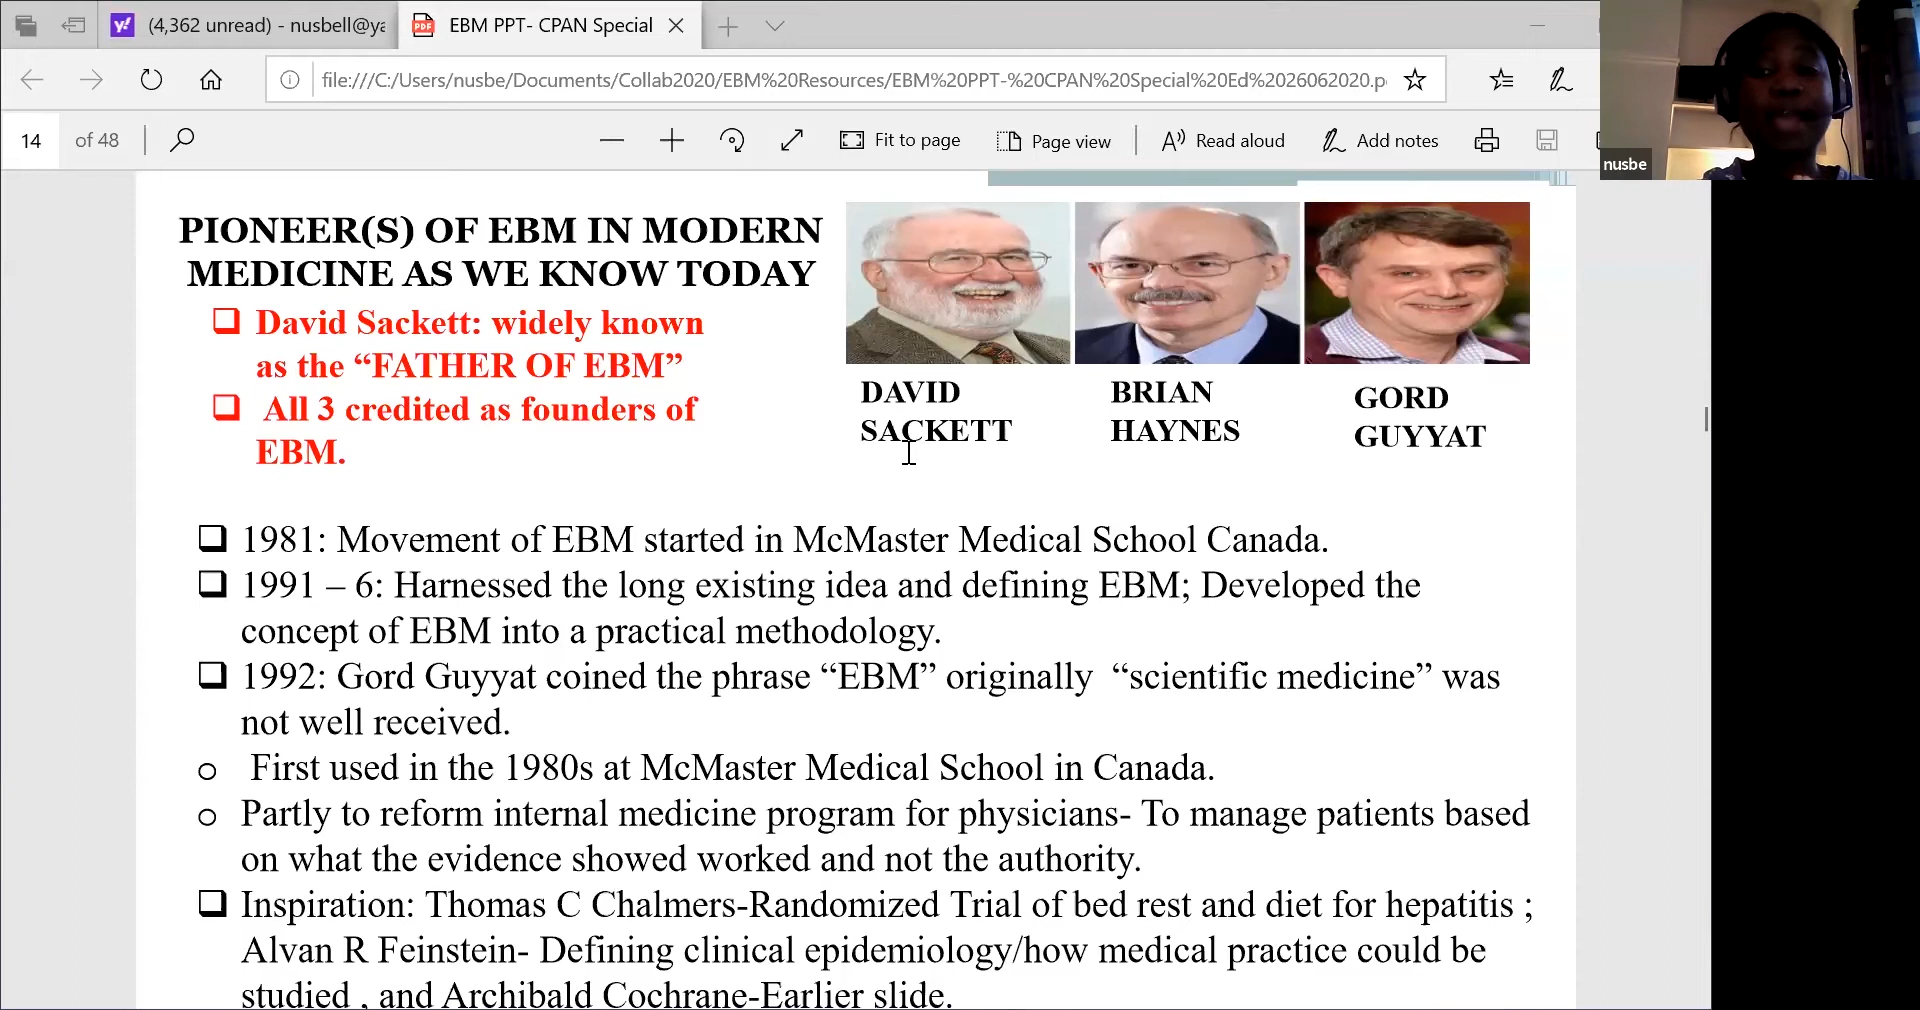 (4,362 unread) - nusbell@ya
EBM PPT- CPAN Special
file:///C:/Users/nusbe/Documents/Collab2020/EBM%20Resources/EBM%20PPT-%20CPAN%20Special%20Ed%2026062020.p
14 of 48
Fit to page
Page view
Read aloud
Add notes
nusbe
PIONEER(S) OF EBM IN MODERN
MEDICINE AS WE KNOW TODAY
David Sackett: widely known
as the “FATHER OF EBM”
All 3 credited as founders of
EBM.
DAVID
SACKETT
BRIAN
HAYNES
GORD
GUYYAT
1981: Movement of EBM started in McMaster Medical School Canada.
1991 – 6: Harnessed the long existing idea and defining EBM; Developed the
concept of EBM into a practical methodology.
1992: Gord Guyyat coined the phrase “EBM” originally “scientific medicine” was
not well received.
First used in the 1980s at McMaster Medical School in Canada.
Partly to reform internal medicine program for physicians- To manage patients based
on what the evidence showed worked and not the authority.
Inspiration: Thomas C Chalmers-Randomized Trial of bed rest and diet for hepatitis ;
Alvan R Feinstein- Defining clinical epidemiology/how medical practice could be
studied , and Archibald Cochrane-Earlier slide.